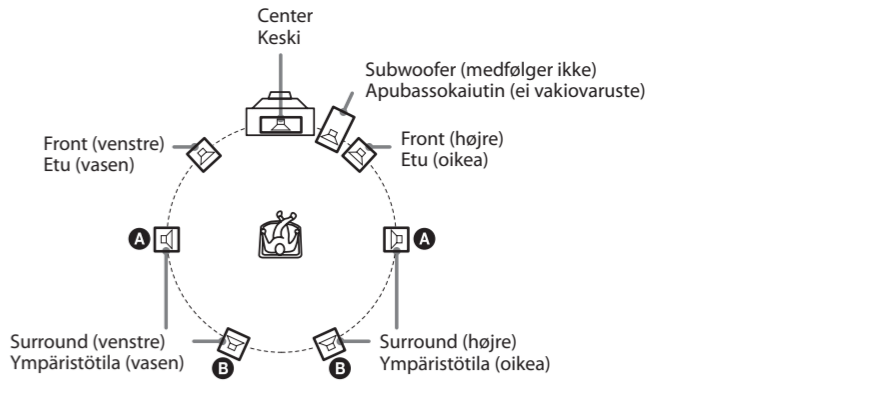 Center
Keski
Subwoofer (medfølger ikke)
Apubassokaiutin (ei vakiovaruste)
Front (venstre)
Etu (vasen)
Front (højre)
Etu (oikea)
A
A
Surround (venstre)
Ympäristötila (vasen)
B
B
Surround (højre)
Ympäristötila (oikea)